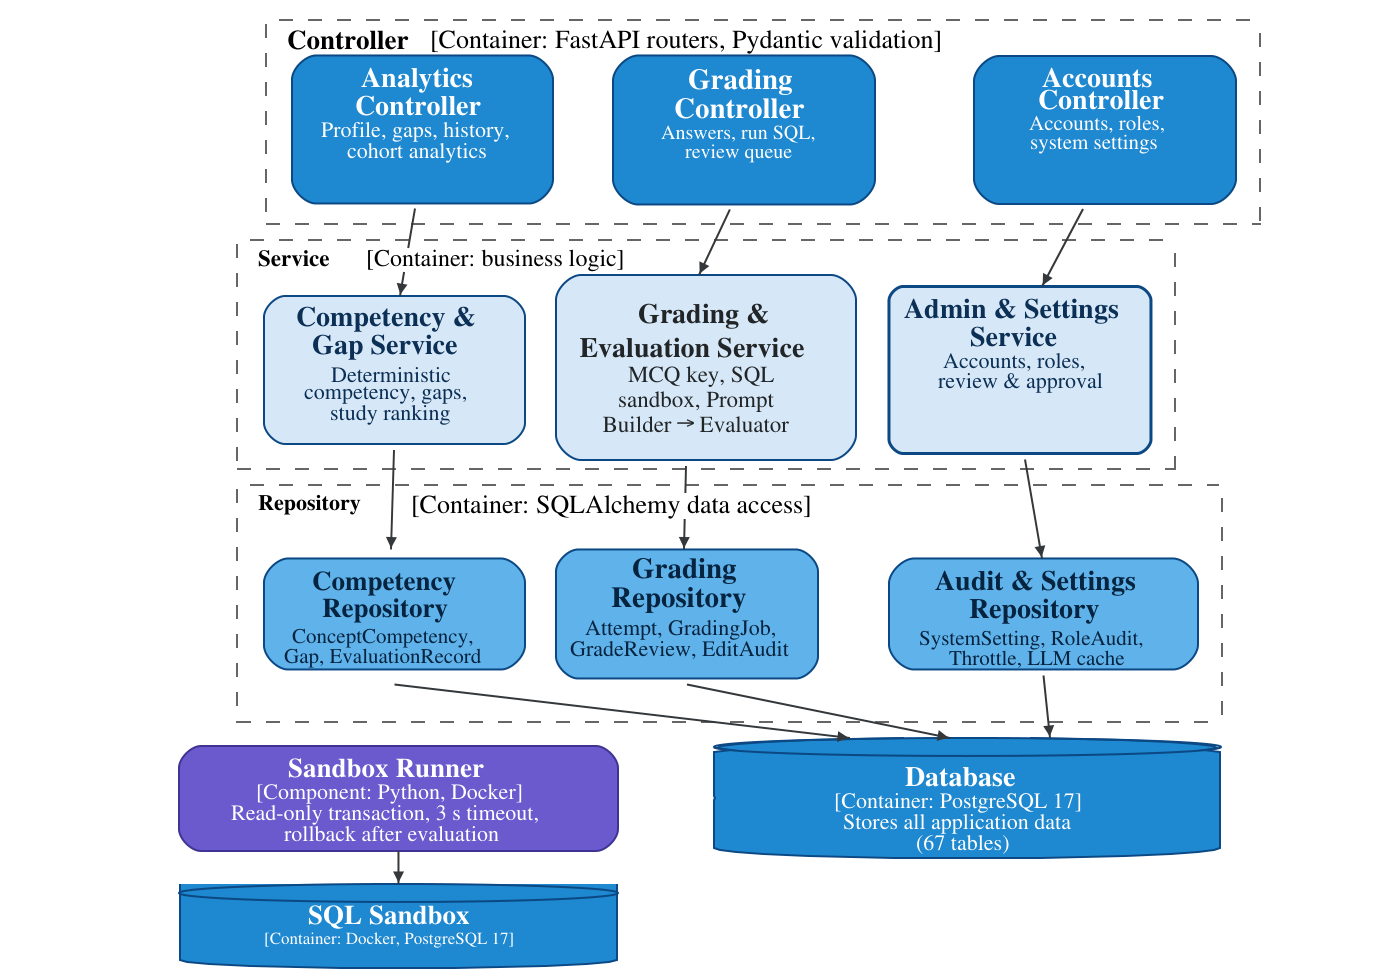 Controller [Container: FastAPI routers, Pydantic validation]
Analytics
Controller
Profile, gaps, history,
cohort analytics
Grading
Controller
Answers, run SQL,
review queue
Accounts
Controller
Accounts, roles,
system settings
Service [Container: business logic]
Competency &
Gap Service
Deterministic
competency, gaps,
study ranking
Grading &
Evaluation Service
MCQ key, SQL
sandbox, Prompt
Builder → Evaluator
Admin & Settings
Service
Accounts, roles,
review & approval
Repository [Container: SQLAlchemy data access]
Competency
Repository
ConceptCompetency,
Gap, EvaluationRecord
Grading
Repository
Attempt, GradingJob,
GradeReview, EditAudit
Audit & Settings
Repository
SystemSetting, RoleAudit,
Throttle, LLM cache
Sandbox Runner
[Component: Python, Docker]
Read-only transaction, 3 s timeout,
rollback after evaluation
Database
[Container: PostgreSQL 17]
Stores all application data
(67 tables)
SQL Sandbox
[Container: Docker, PostgreSQL 17]